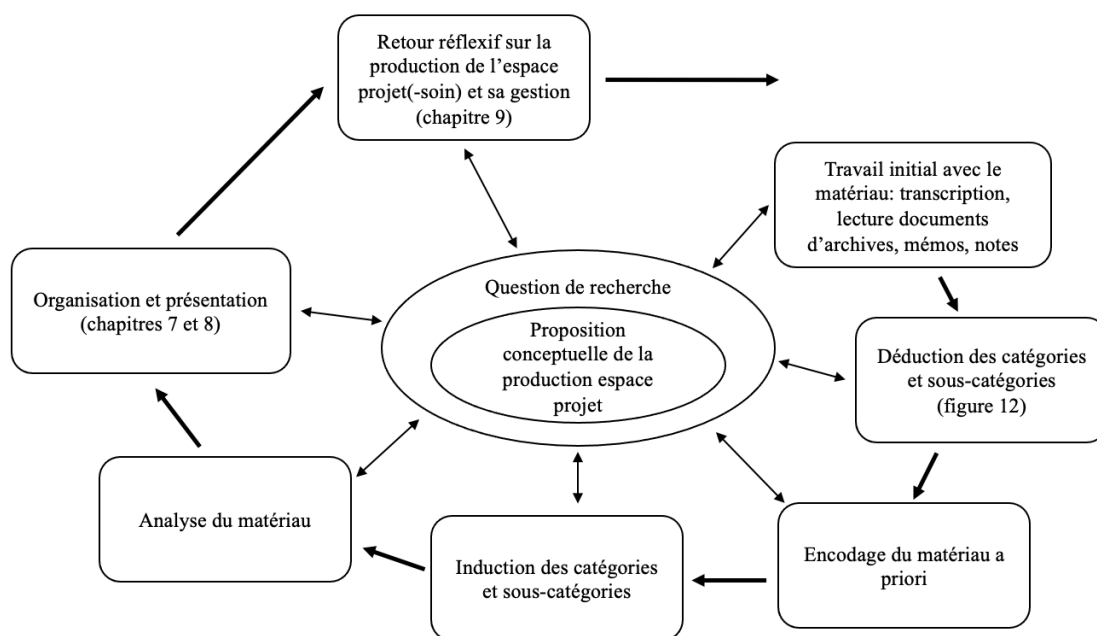 Retour réflexif sur la
production de l’espace
projet(-soin) et sa gestion
(chapitre 9)
Travail initial avec le
matériau: transcription,
lecture documents
d’archives, mémos, notes
Organisation et présentation
(chapitres 7 et 8)
Question de recherche
Proposition
conceptuelle de la
production espace
projet
Déduction des catégories
et sous-catégories
(figure 12)
Analyse du matériau
Induction des catégories
et sous-catégories
Encodage du matériau a
priori